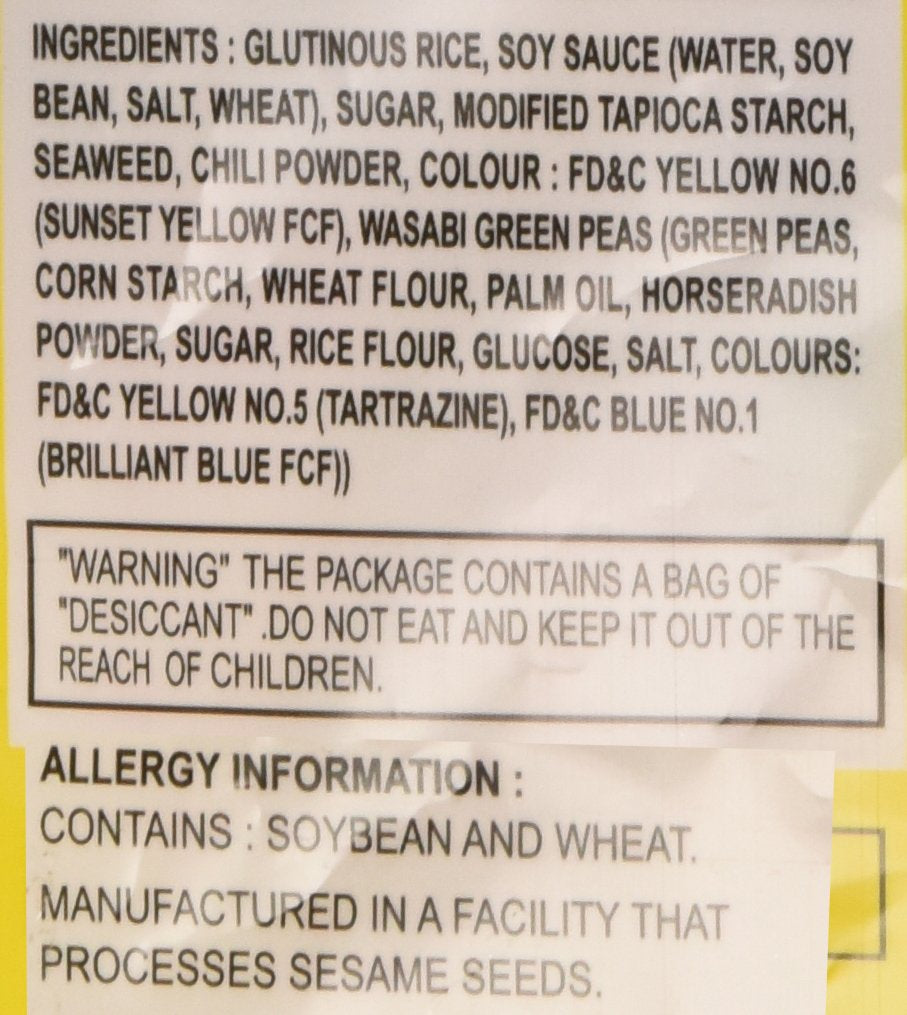 INGREDIENTS : GLUTINOUS RICE, SOY SAUCE (WATER, SOY
BEAN, SALT, WHEAT), SUGAR, MODIFIED TAPIOCA STARCH,
SEAWEED, CHILI POWDER, COLOUR : FD&C YELLOW NO.6
(SUNSET YELLOW FCF), WASABI GREEN PEAS (GREEN PEAS,
CORN STARCH, WHEAT FLOUR, PALM OIL, HORSERADISH
POWDER, SUGAR, RICE FLOUR, GLUCOSE, SALT, COLOURS:
FD&C YELLOW NO.5 (TARTRAZINE), FD&C BLUE NO.1
(BRILLIANT BLUE FCF))
"WARNING" THE PACKAGE CONTAINS A BAG OF
"DESICCANT" .DO NOT EAT AND KEEP IT OUT OF THE
REACH OF CHILDREN.
ALLERGY INFORMATION :
CONTAINS : SOYBEAN AND WHEAT.
MANUFACTURED IN A FACILITY THAT
PROCESSES SESAME SEEDS.